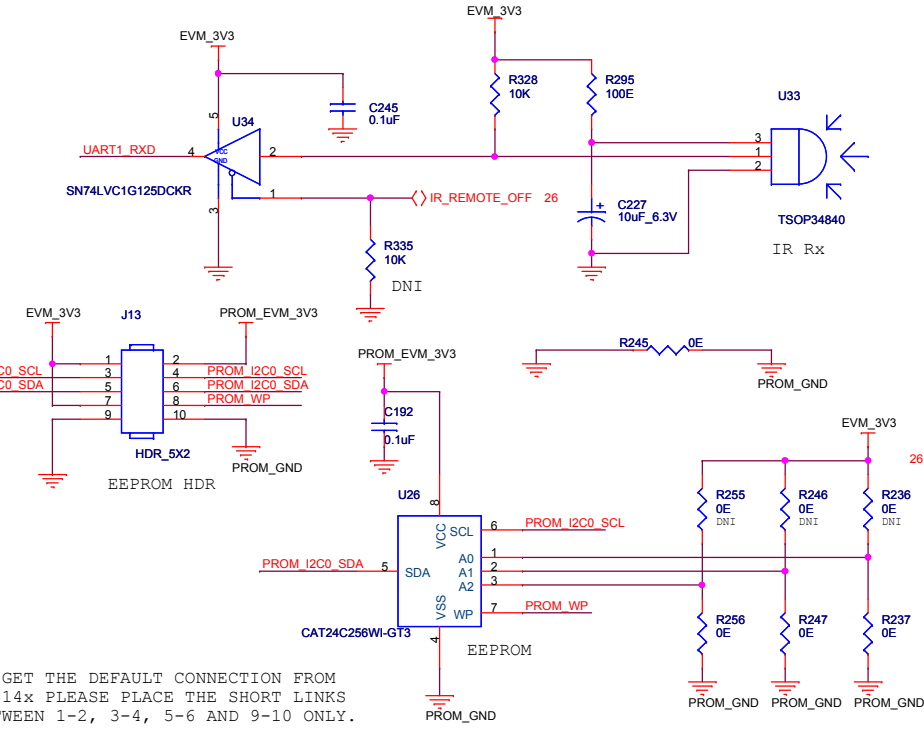 EVM_3V3
EVM_3V3
R328
10K
R295
100E
U33
C245
0.1uF
5
U34
VCC
GND
UART1_RXD
4
2
3
1
2
SN74LVC1G125DCKR
1
IR_REMOTE_OFF 26
3
C227
10uF_6.3V
+
TSOP34840
IR Rx
R335
10K
DNI
EVM_3V3
J13
PROM_EVM_3V3
1
2
C0_SCL
3
4
PROM_I2C0_SCL
C0_SDA
5
6
PROM_I2C0_SDA
7
8
PROM_WP
9
10
HDR_5X2
PROM_GND
EEPROM HDR
PROM_EVM_3V3
R245
0E
PROM_GND
C192
0.1uF
EVM_3V3
26
U26
8
VCC
SCL
6
PROM_I2C0_SCL
R255
0E
DNI
R246
0E
DNI
R236
0E
DNI
PROM_I2C0_SDA
5
SDA
A0
1
A1
2
A2
3
WP
7
PROM_WP
VSS
4
CAT24C256WI-GT3
EEPROM
R256
0E
R247
0E
R237
0E
PROM_GND
PROM_GND
PROM_GND
PROM_GND
GET THE DEFAULT CONNECTION FROM
14x PLEASE PLACE THE SHORT LINKS
TWEEN 1-2, 3-4, 5-6 AND 9-10 ONLY.